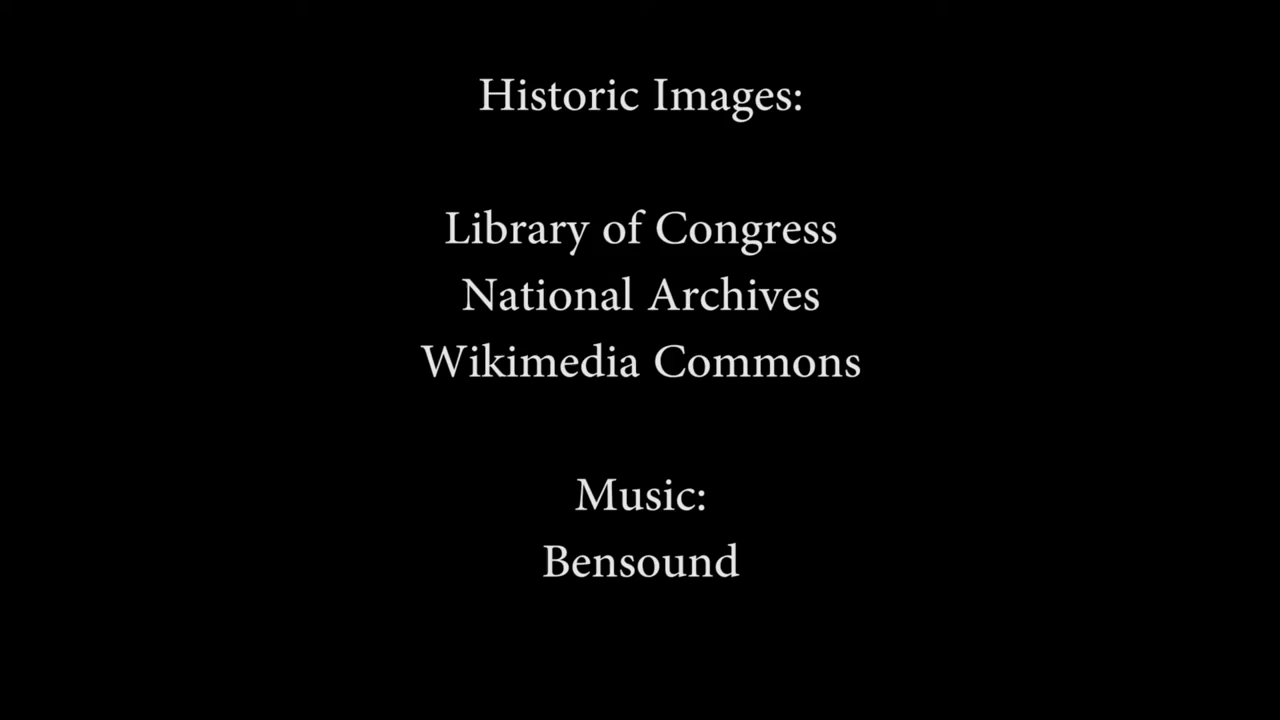 Historic Images:
Library of Congress
National Archives
Wikimedia Commons
Music:
Bensound